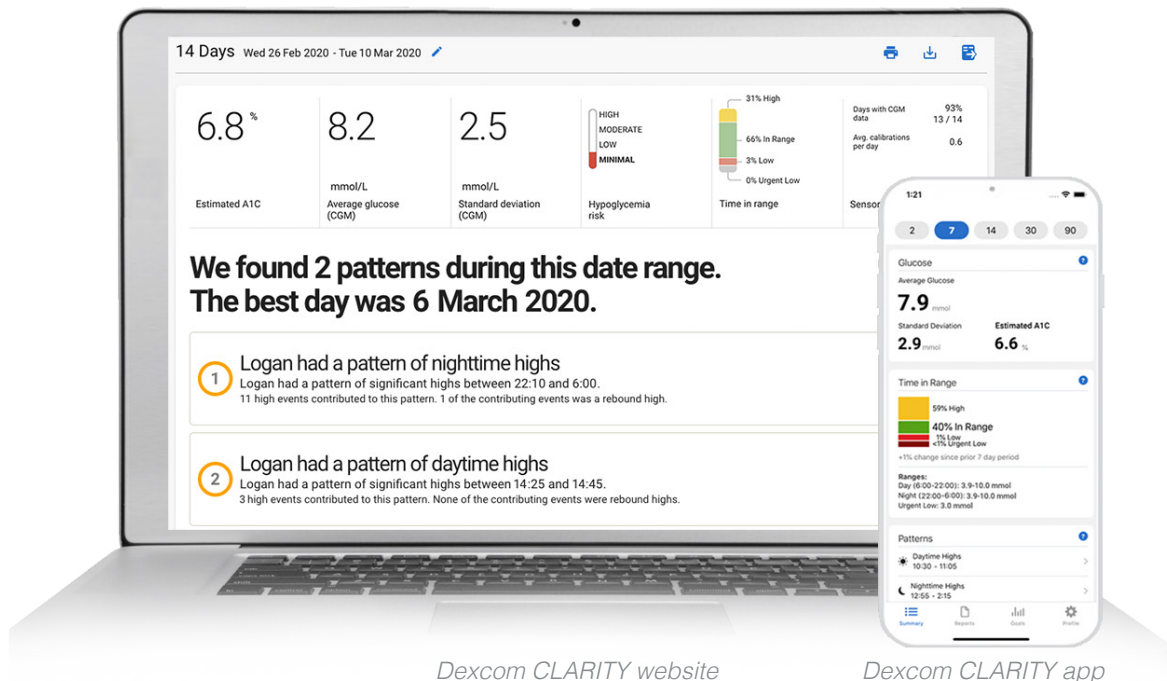 14 Days Wed 26 Feb 2020 - Tue 10 Mar 2020
6.8 %
Estimated A1C
8.2
mmol/L
Average glucose
(CGM)
2.5
mmol/L
Standard deviation
(CGM)
HIGH
MODERATE
LOW
MINIMAL
Hypoglycemia
risk
31% High
66% In Range
3% Low
0% Urgent Low
Time in range
Days with CGM
data
93%
13 / 14
Avg. calibrations
per day
0.6
Sensor
We found 2 patterns during this date range.
The best day was 6 March 2020.
1
Logan had a pattern of nighttime highs
Logan had a pattern of significant highs between 22:10 and 6:00.
11 high events contributed to this pattern. 1 of the contributing events was a rebound high.
2
Logan had a pattern of daytime highs
Logan had a pattern of significant highs between 14:25 and 14:45.
3 high events contributed to this pattern. None of the contributing events were rebound highs.
1:21
2 7 14 30 90
Glucose
?
Average Glucose
7.9 mmol
Standard Deviation
2.9 mmol
Estimated A1C
6.6 %
Time in Range
?
59% High
40% In Range
1% Low
<1% Urgent Low
+1% change since prior 7 day period
Ranges:
Day (6:00-22:00): 3.9-10.0 mmol
Night (22:00-6:00): 3.9-10.0 mmol
Urgent Low: 3.0 mmol
Patterns
?
Daytime Highs
10:30 - 11:05
Nighttime Highs
12:55 - 2:15
Summary
Reports
Goals
Profile
Dexcom CLARITY website
Dexcom CLARITY app